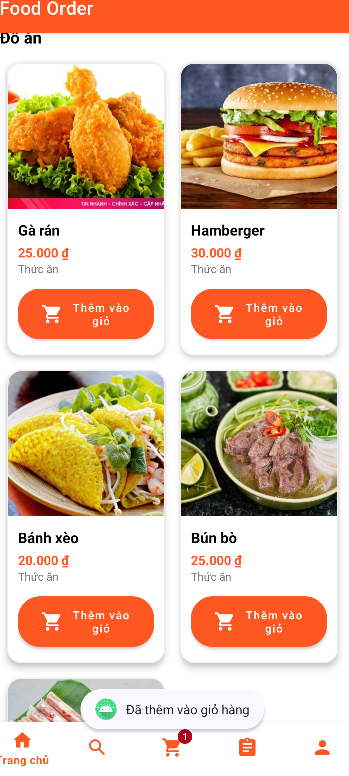 Food Order
Đồ ăn
TIN NHANH - CHÍNH XÁC - CẬP NHẬ
Gà rán
Hamberger
25.000 ₫
30.000 ₫
Thức ăn
Thức ăn
Thêm vào
giỏ
Thêm vào
giỏ
Bánh xèo
Bún bò
20.000 ₫
25.000 ₫
Thức ăn
Thức ăn
Thêm vào
giỏ
Thêm vào
giỏ
Đã thêm vào giỏ hàng
1
Trang chủ